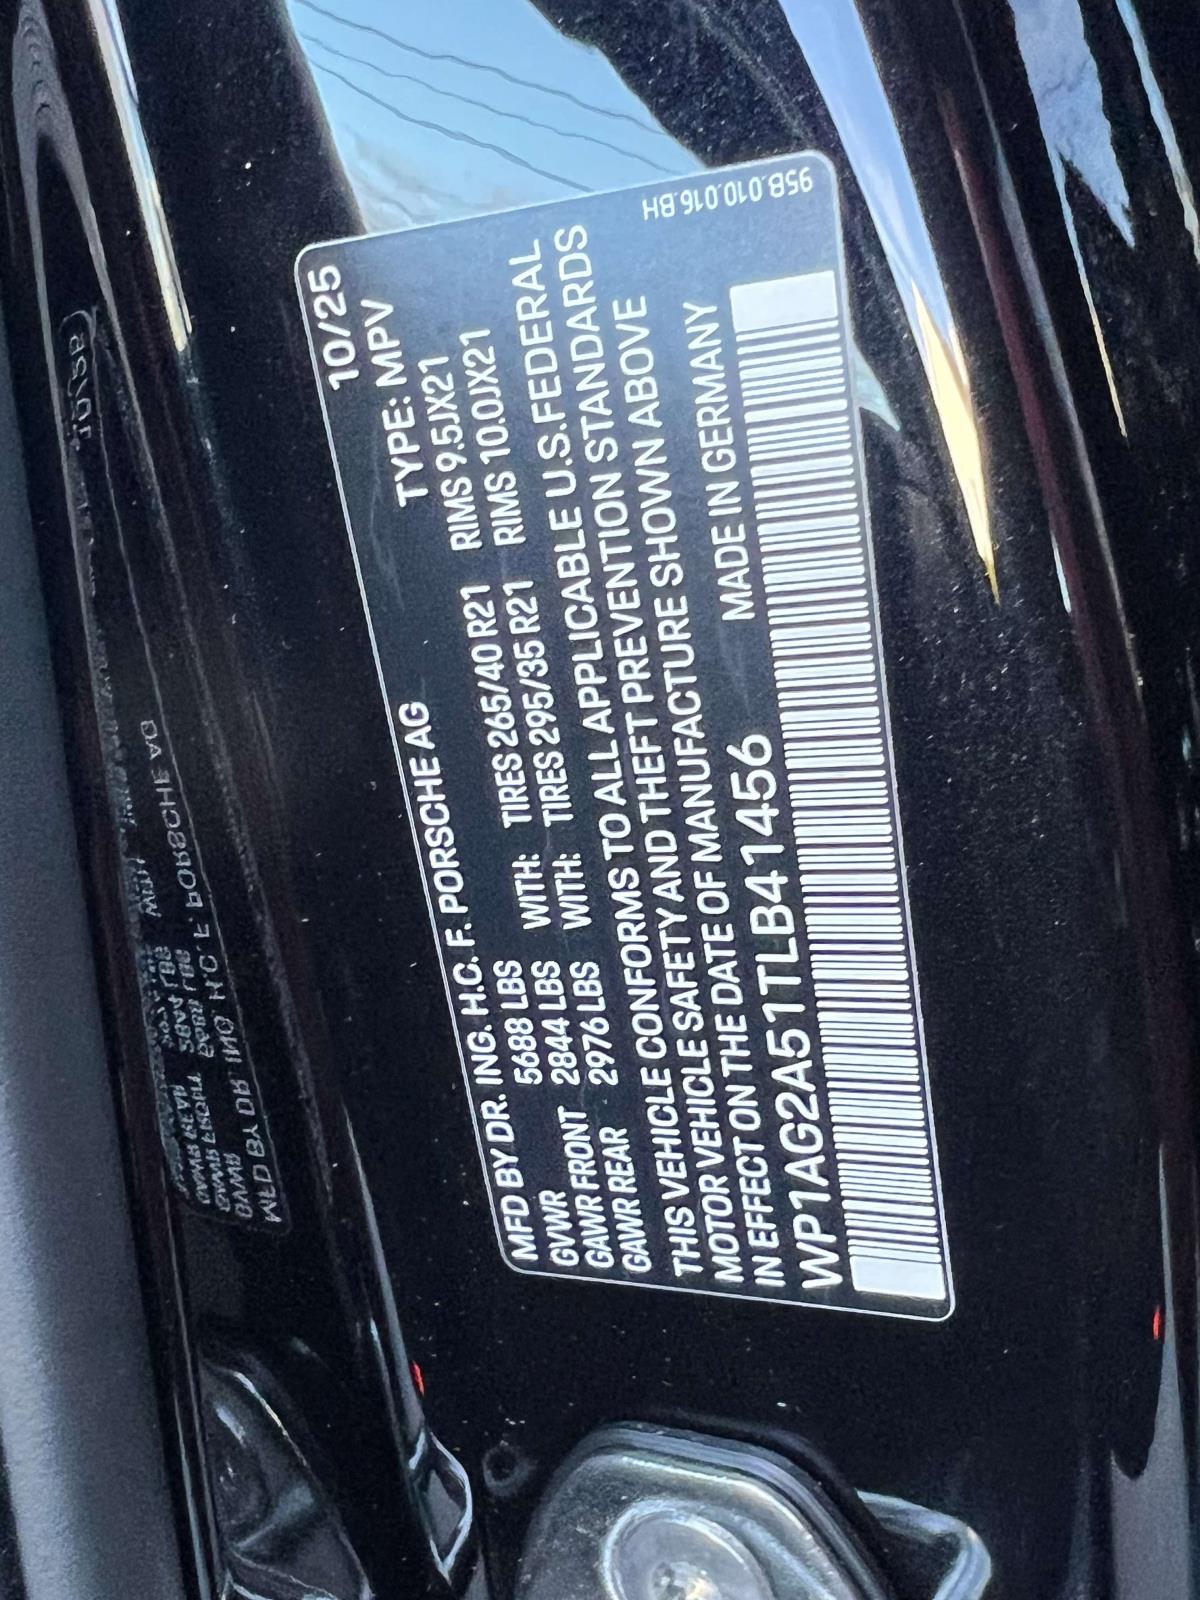 MFD BY DR. ING. H.C. F. PORSCHE AG 10/25
GVWR 5688 LBS TYPE: MPV
GAWR FRONT 2844 LBS WITH: TIRES 265/40 R21 RIMS 9.5JX21
GAWR REAR 2976 LBS WITH: TIRES 295/35 R21 RIMS 10.0JX21
THIS VEHICLE CONFORMS TO ALL APPLICABLE U.S.FEDERAL
MOTOR VEHICLE SAFETY AND THEFT PREVENTION STANDARDS
IN EFFECT ON THE DATE OF MANUFACTURE SHOWN ABOVE
WP1AG2A51TLB41456 MADE IN GERMANY
95B.010.016.BH